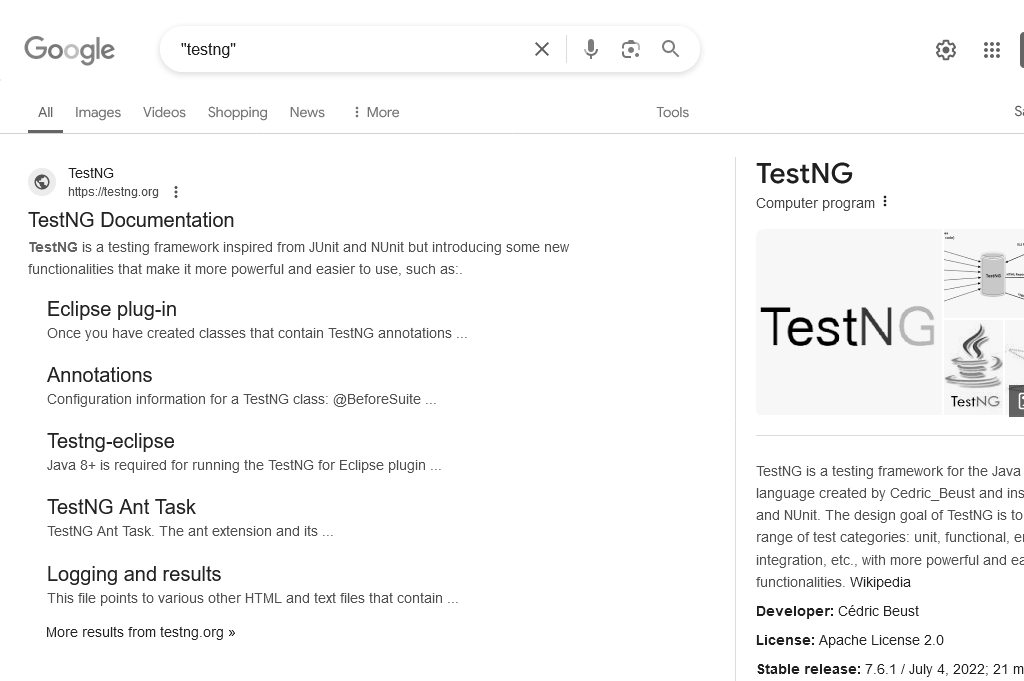 Google
"testng"
All
Images
Videos
Shopping
News
More
Tools
TestNG
https://testng.org
TestNG Documentation
TestNG is a testing framework inspired from JUnit and NUnit but introducing some new
functionalities that make it more powerful and easier to use, such as:.
Eclipse plug-in
Once you have created classes that contain TestNG annotations ...
Annotations
Configuration information for a TestNG class: @BeforeSuite ...
Testng-eclipse
Java 8+ is required for running the TestNG for Eclipse plugin ...
TestNG Ant Task
TestNG Ant Task. The ant extension and its ...
Logging and results
This file points to various other HTML and text files that contain ...
More results from testng.org »
TestNG
Computer program
TestNG
TestNG
TestNG
TestNG is a testing framework for the Java
language created by Cedric_Beust and ins
and NUnit. The design goal of TestNG is to
range of test categories: unit, functional, e
integration, etc., with more powerful and ea
functionalities. Wikipedia
Developer: Cédric Beust
License: Apache License 2.0
Stable release: 7.6.1 / July 4, 2022; 21 m